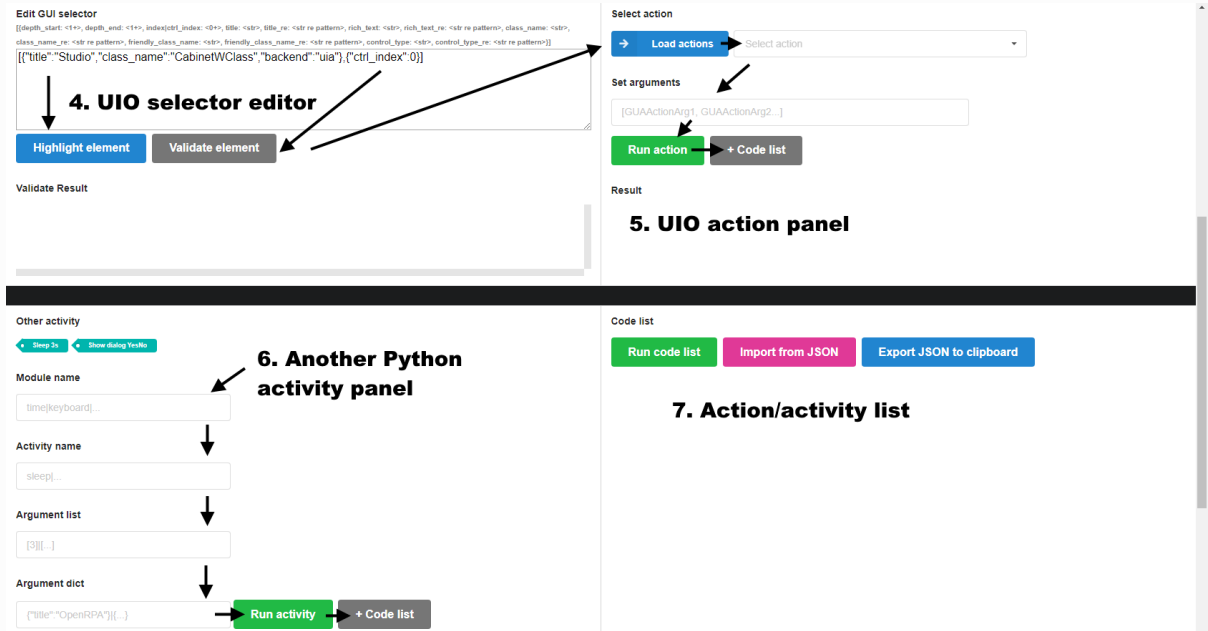 Edit GUI selector
[{depth_start: <1+>, depth_end: <1+>, index|ctrl_index: <0+>, title: <str>, title_re: <str re pattern>, rich_text: <str>, rich_text_re: <str re pattern>, class_name: <str>,
class_name_re: <str re pattern>, friendly_class_name: <str>, friendly_class_name_re: <str re pattern>, control_type: <str>, control_type_re: <str re pattern>}]
[{"title":"Studio","class_name":"CabinetWClass","backend":"uia"},{"ctrl_index":0}]
4. UIO selector editor
Highlight element
Validate element
Validate Result
Select action
Load actions
Select action
Set arguments
[GUAActionArg1, GUAActionArg2...]
Run action
+ Code list
Result
5. UIO action panel
Other activity
Sleep 2s
Show dialog YesNo
6. Another Python
activity panel
Module name
time|keyboard|...
Activity name
sleep|...
Argument list
[3]|[...]
Argument dict
{"title":"OpenRPA"}|{...}
Run activity
+ Code list
Code list
Run code list
Import from JSON
Export JSON to clipboard
7. Action/activity list